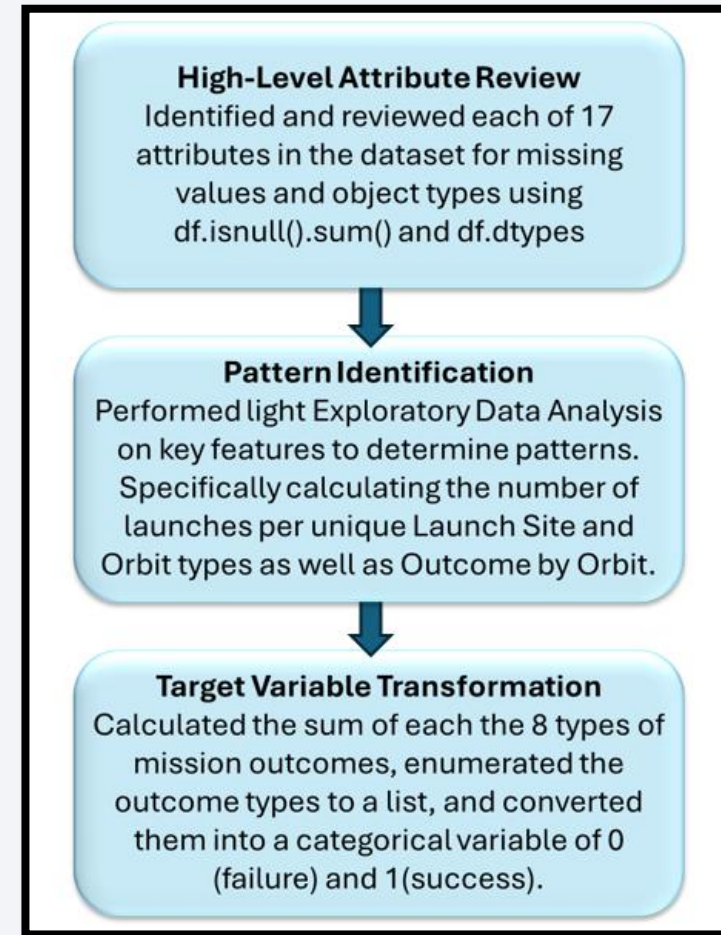 High-Level Attribute Review
Identified and reviewed each of 17
attributes in the dataset for missing
values and object types using
df.isnull().sum() and df.dtypes
Pattern Identification
Performed light Exploratory Data Analysis
on key features to determine patterns.
Specifically calculating the number of
launches per unique Launch Site and
Orbit types as well as Outcome by Orbit.
Target Variable Transformation
Calculated the sum of each the 8 types of
mission outcomes, enumerated the
outcome types to a list, and converted
them into a categorical variable of 0
(failure) and 1(success).